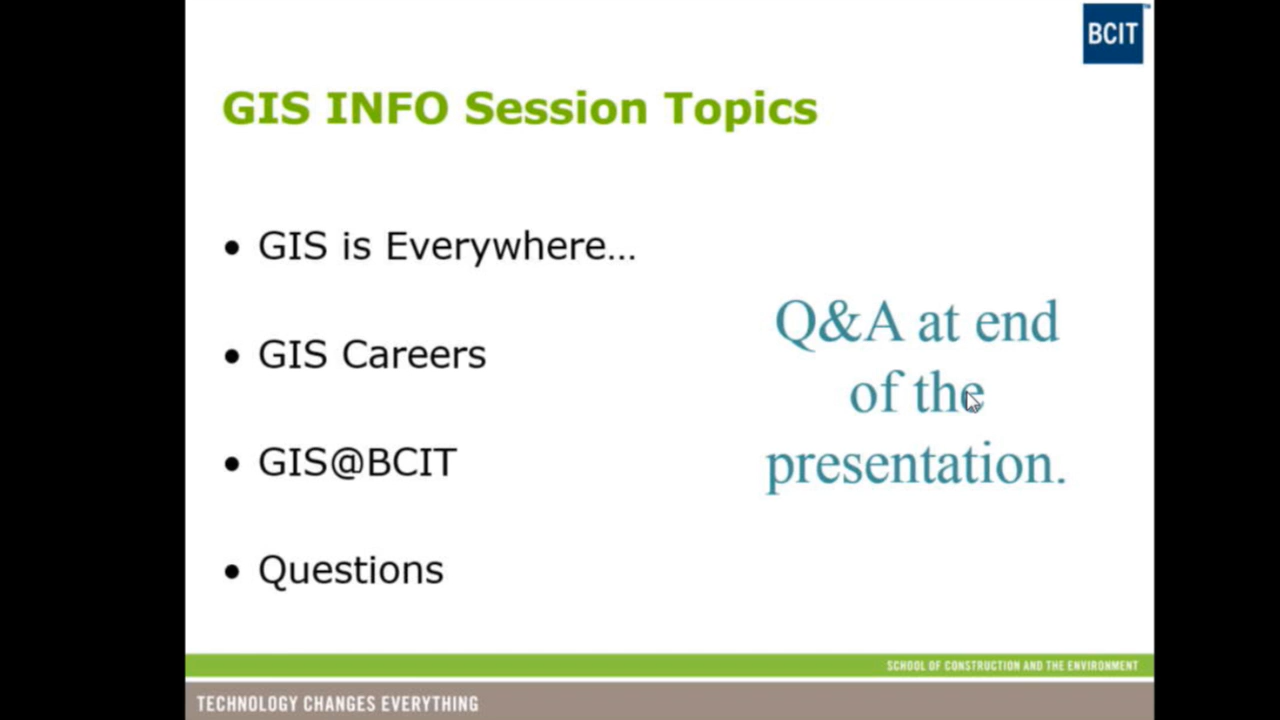 BCIT
GIS INFO Session Topics
• GIS is Everywhere...
• GIS Careers
• GIS@BCIT
• Questions
Q&A at end
of the
presentation.
SCHOOL OF CONSTRUCTION AND THE ENVIRONMENT
TECHNOLOGY CHANGES EVERYTHING